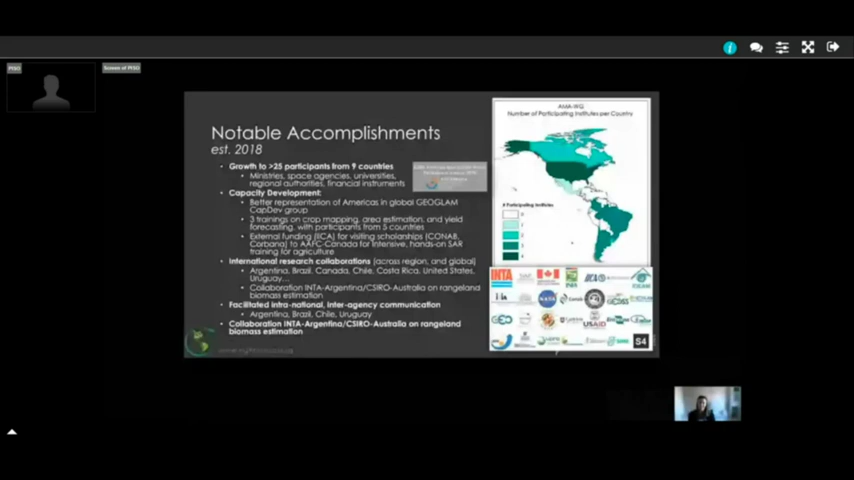 PISO
Screen of PISO
Notable Accomplishments
est. 2018
Growth to >25 participants from 9 countries
Ministries, space agencies, universities,
regional authorities, financial instruments
Capacity Development:
Better representation of Americas in global GEOGLAM
CapDev group
3 trainings on crop mapping, area estimation, and yield
forecasting, with participants from 5 countries
External funding (IICA) for visiting scholarships (CONAB,
Corbana) to AAFC-Canada for intensive, hands-on SAR
training for agriculture
International research collaborations (across region, and global)
Argentina, Brazil, Canada, Chile, Costa Rica, United States,
Uruguay...
Collaboration INTA-Argentina/CSIRO-Australia on rangeland
biomass estimation
Facilitated intra-national, inter-agency communication
Argentina, Brazil, Chile, Uruguay
Collaboration INTA-Argentina/CSIRO-Australia on rangeland
biomass estimation
AMA-WG
Number of Participating Institutes per Country
# Participating Institutes
INTA
NASA
GEO
USAID
S4